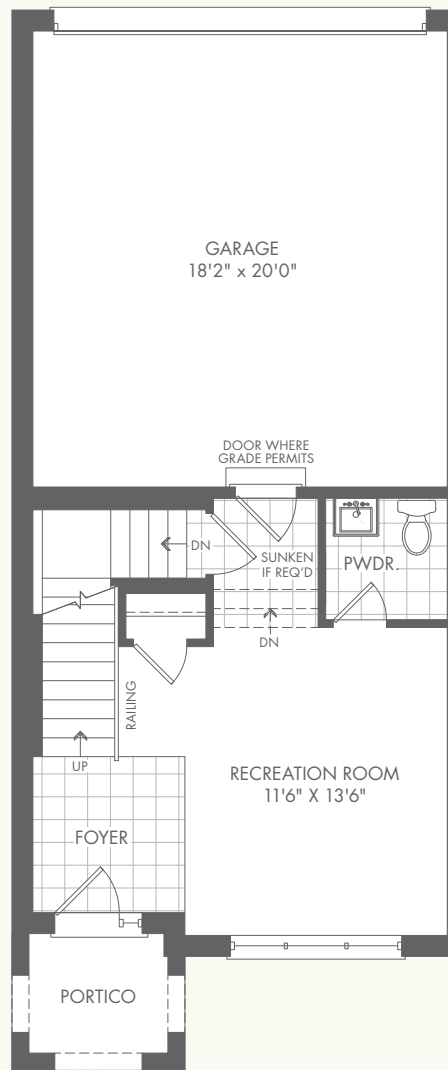 GARAGE
18'2" x 20'0"
DOOR WHERE
GRADE PERMITS
DN
SUNKEN
IF REQ'D
PWDR.
DN
RAILING
UP
RECREATION ROOM
11'6" X 13'6"
FOYER
PORTICO